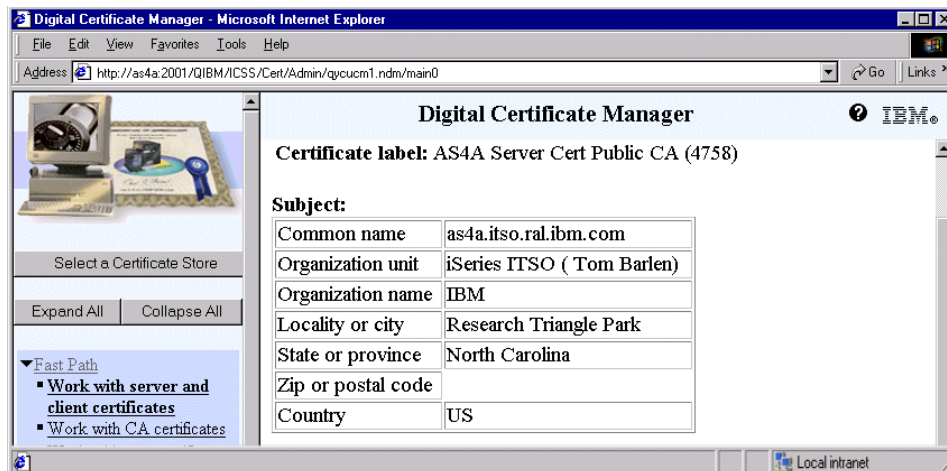 Digital Certificate Manager - Microsoft Internet Explorer
File Edit View Favorites Tools Help
Address http://as4a:2001/QIBM/ICSS/Cert/Admin/qycucm1.ndm/main0 Go Links
Digital Certificate Manager
IBM®
Select a Certificate Store
Expand All Collapse All
Fast Path
Work with server and
client certificates
Work with CA certificates
Certificate label: AS4A Server Cert Public CA (4758)
Subject:
Common name as4a.itso.ral.ibm.com
Organization unit iSeries ITSO ( Tom Barlen)
Organization name IBM
Locality or city Research Triangle Park
State or province North Carolina
Zip or postal code
Country US
Local intranet